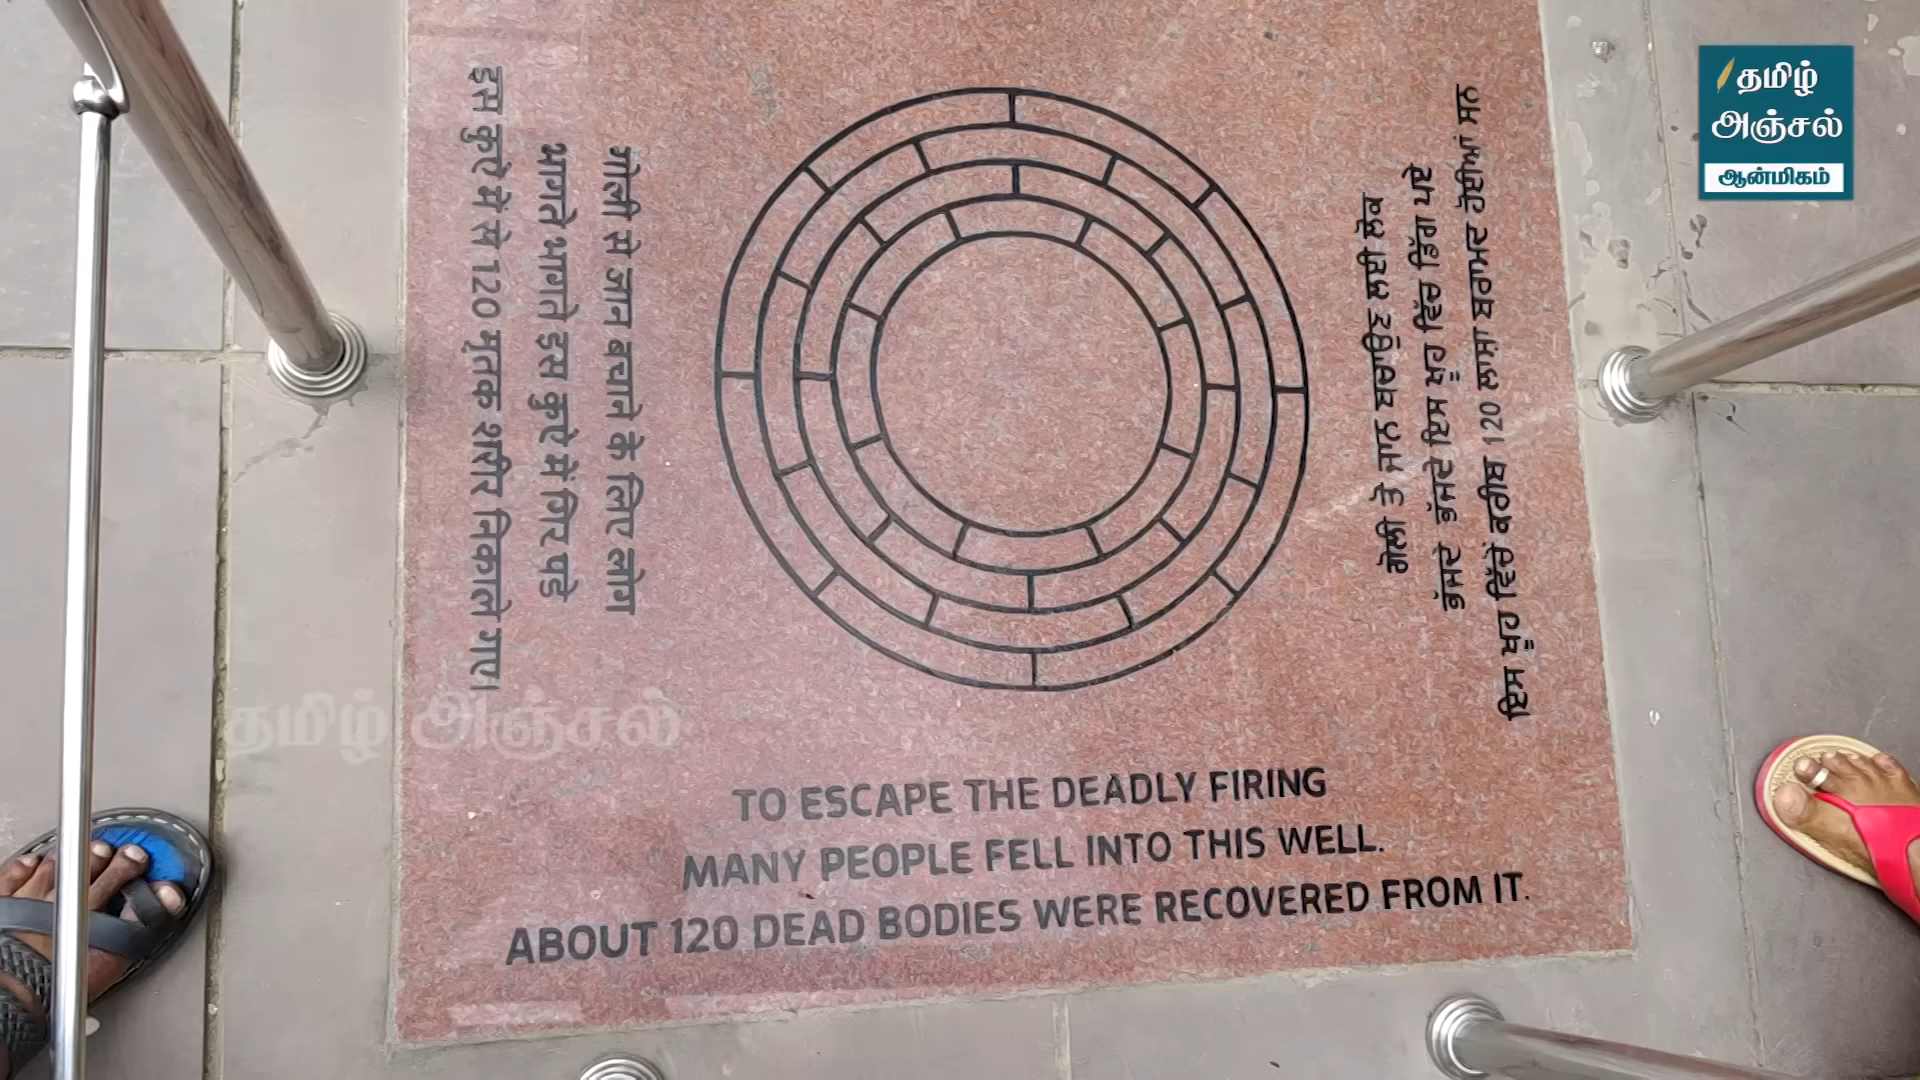 தமிழ்
அஞ்சல்
ஆன்மிகம்
गोली से जान बचाने के लिए लोग
भागते भागते इस कुऐ में गिर पडे
इस कुऐ में से 120 मृतक शरीर निकाले गए।
ਗੋਲੀ ਤੋ ਜਾਨ ਬਚਾਉਣ ਲਈ ਲੋਕ
ਭੱਜਦੇ ਭੱਜਦੇ ਇਸ ਖੂੰਹ ਵਿੱਚ ਡਿੱਗ ਪਏ
ਇਸ ਖੂੰਹ ਵਿੱਚੋਂ ਕਰੀਬ 120 ਲਾਸ਼ਾ ਬਰਾਮਦ ਹੋਈਆਂ ਸਨ
தமிழ் அஞ்சல்
TO ESCAPE THE DEADLY FIRING
MANY PEOPLE FELL INTO THIS WELL.
ABOUT 120 DEAD BODIES WERE RECOVERED FROM IT.